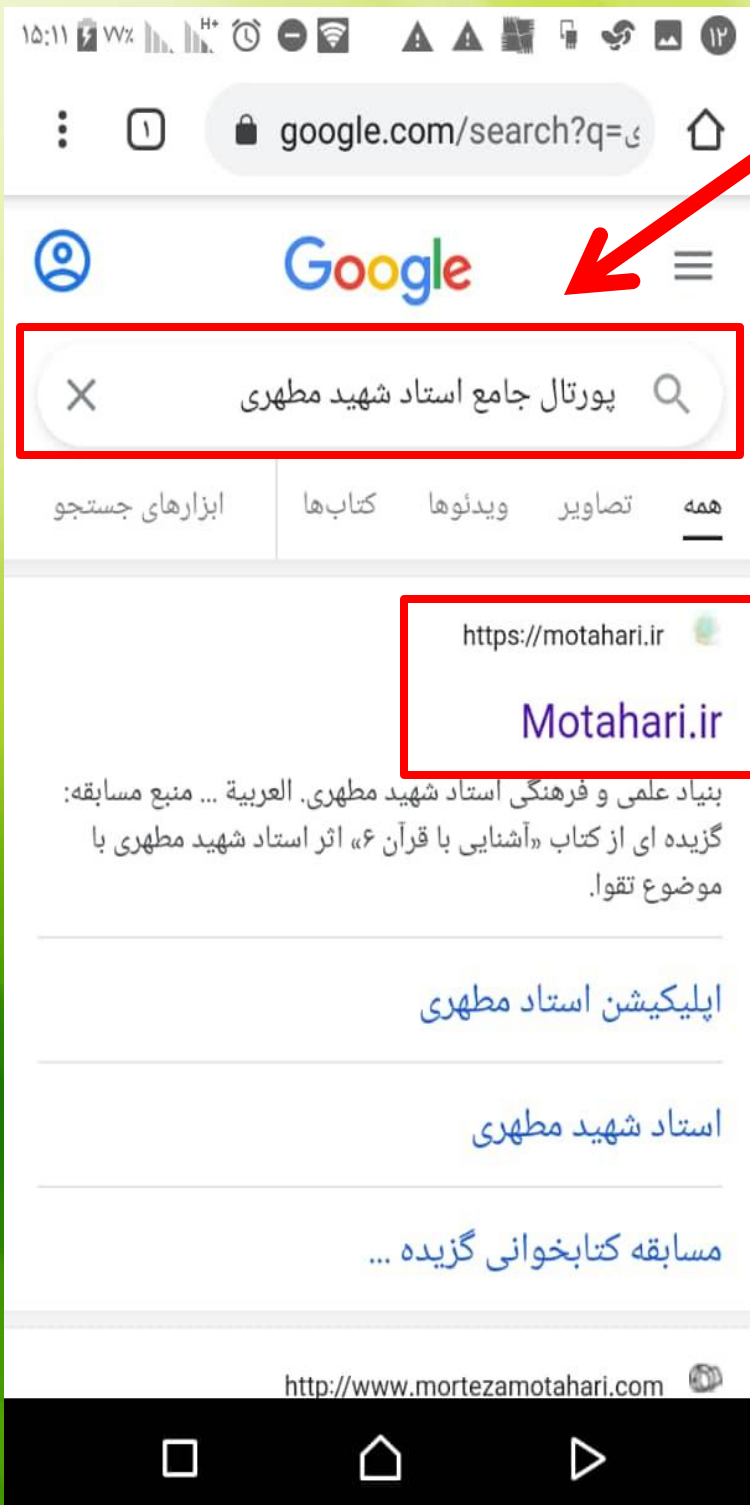 ۱۵:۱۱ ۷۷٪ H+ ۱۲
۱ google.com/search?q=ی
Google
پورتال جامع استاد شهید مطهری
همه تصاویر ویدئوها کتاب‌ها ابزارهای جستجو
https://motahari.ir
Motahari.ir
بنیاد علمی و فرهنگی استاد شهید مطهری. العربية ... منبع مسابقه:
گزیده ای از کتاب «آشنایی با قرآن ۶» اثر استاد شهید مطهری با
موضوع تقوا.
اپلیکیشن استاد مطهری
استاد شهید مطهری
مسابقه کتابخوانی گزیده ...
http://www.mortezamotahari.com